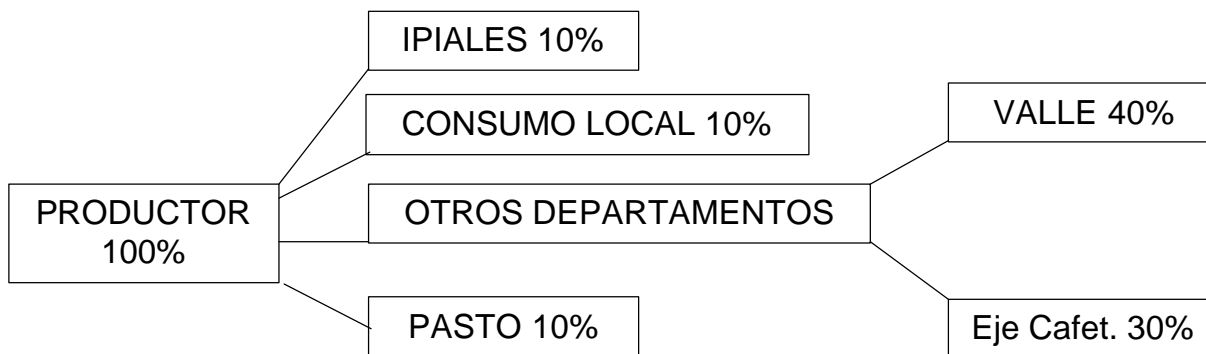 IPIALES 10%
CONSUMO LOCAL 10%
VALLE 40%
PRODUCTOR
100%
OTROS DEPARTAMENTOS
PASTO 10%
Eje Cafet. 30%